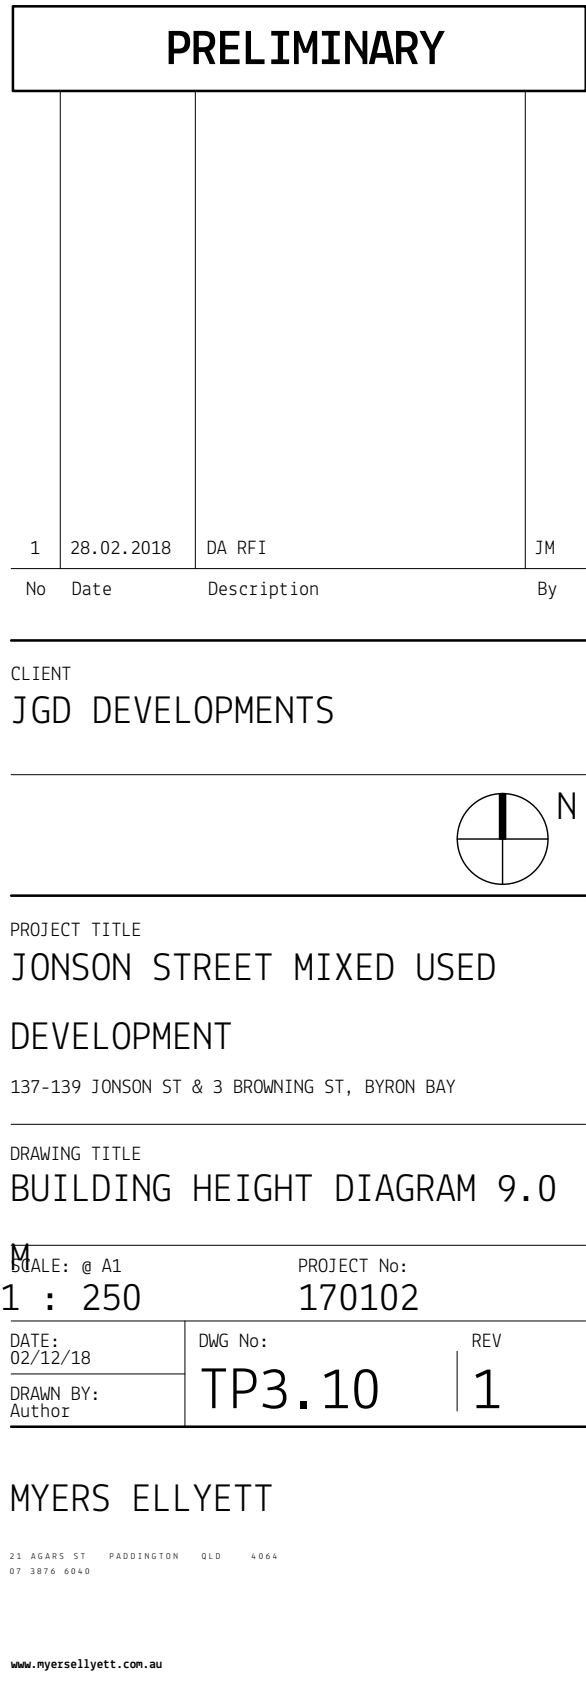 PRELIMINARY
1 28.02.2018 DA RFI JM
No Date Description By
CLIENT
JGD DEVELOPMENTS
N
PROJECT TITLE
JONSON STREET MIXED USED
DEVELOPMENT
137-139 JONSON ST & 3 BROWNING ST, BYRON BAY
DRAWING TITLE
BUILDING HEIGHT DIAGRAM 9.0
M
SCALE: @ A1 PROJECT No:
1 : 250 170102
DATE: DWG No: REV
02/12/18
TP3.10 1
DRAWN BY:
Author
MYERS ELLYETT
21 AGARS ST PADDINGTON QLD 4064
07 3876 6040
www.myersellyett.com.au